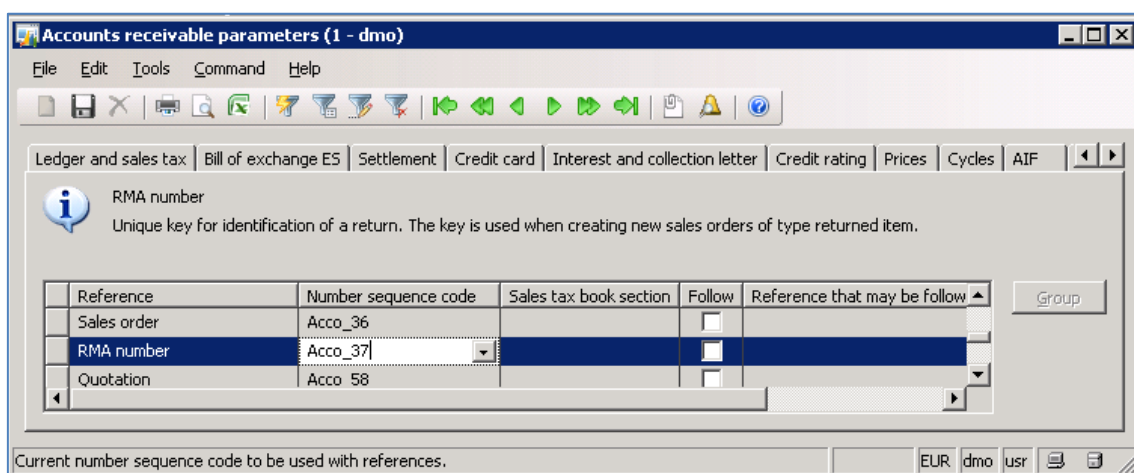 Accounts receivable parameters (1 - dmo)
File Edit Tools Command Help
Ledger and sales tax Bill of exchange ES Settlement Credit card Interest and collection letter Credit rating Prices Cycles AIF
RMA number
Unique key for identification of a return. The key is used when creating new sales orders of type returned item.
Reference Number sequence code Sales tax book section Follow Reference that may be follow Group
Sales order Acco_36
RMA number Acco_37
Quotation Acco_58
Current number sequence code to be used with references. EUR dmo usr